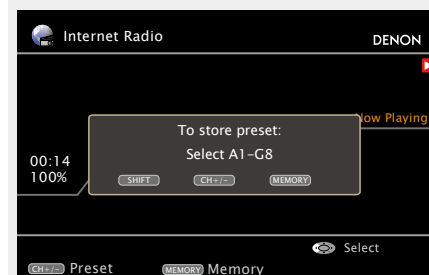 Internet Radio
DENON
Now Playing
To store preset:
Select A1–G8
SHIFT CH+/- MEMORY
00:14
100%
Select
CH+/- Preset MEMORY Memory